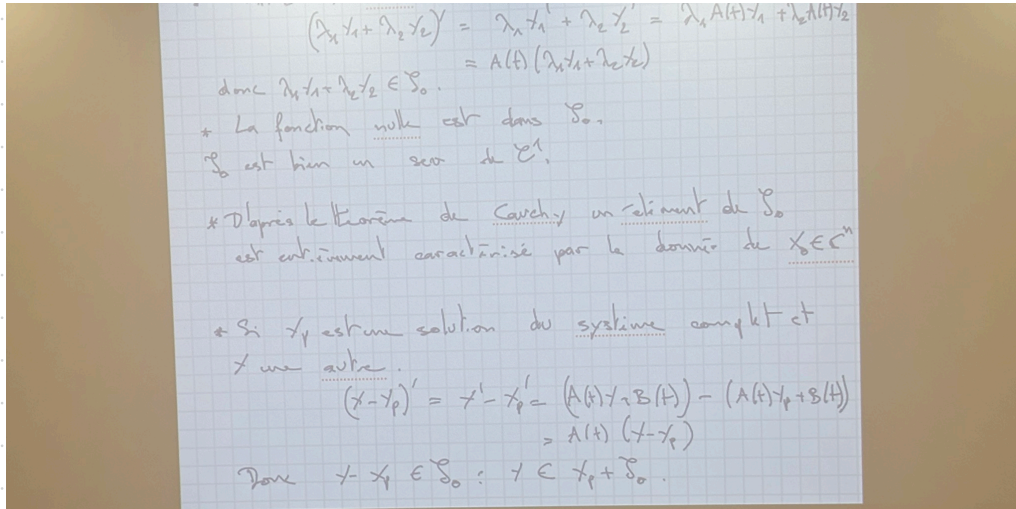 (λ₁Y₁ + λ₂Y₂)' = λ₁Y₁' + λ₂Y₂' = λ₁A(t)Y₁ + λ₂A(t)Y₂
= A(t)(λ₁Y₁+λ₂Y₂)
donc λ₁Y₁+λ₂Y₂ ∈ S₀.
* La fonction nulle est dans S₀.
S₀ est bien un sev de C¹.
* D'après le théorème de Cauchy un élément de S₀
est entièrement caractérisé par la donnée de Y₀ ∈ Cⁿ
* Si Yp est une solution du système complet et
Y une autre.
(Y-Yp)' = Y'-Yp' = (A(t)Y+B(t)) - (A(t)Yp+B(t))
= A(t) (Y-Yp)
Donc Y-Yp ∈ S₀ : Y ∈ Yp + S₀.